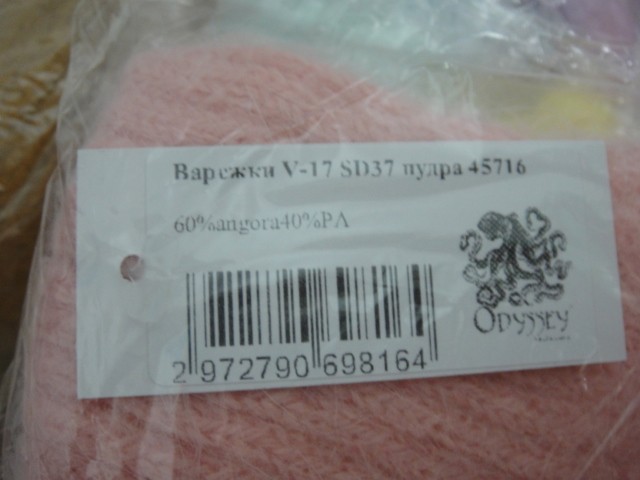 Варежки V-17 SD37 пудра 45716
60%angora40%PA
ODYSSEY
2 972790 698164